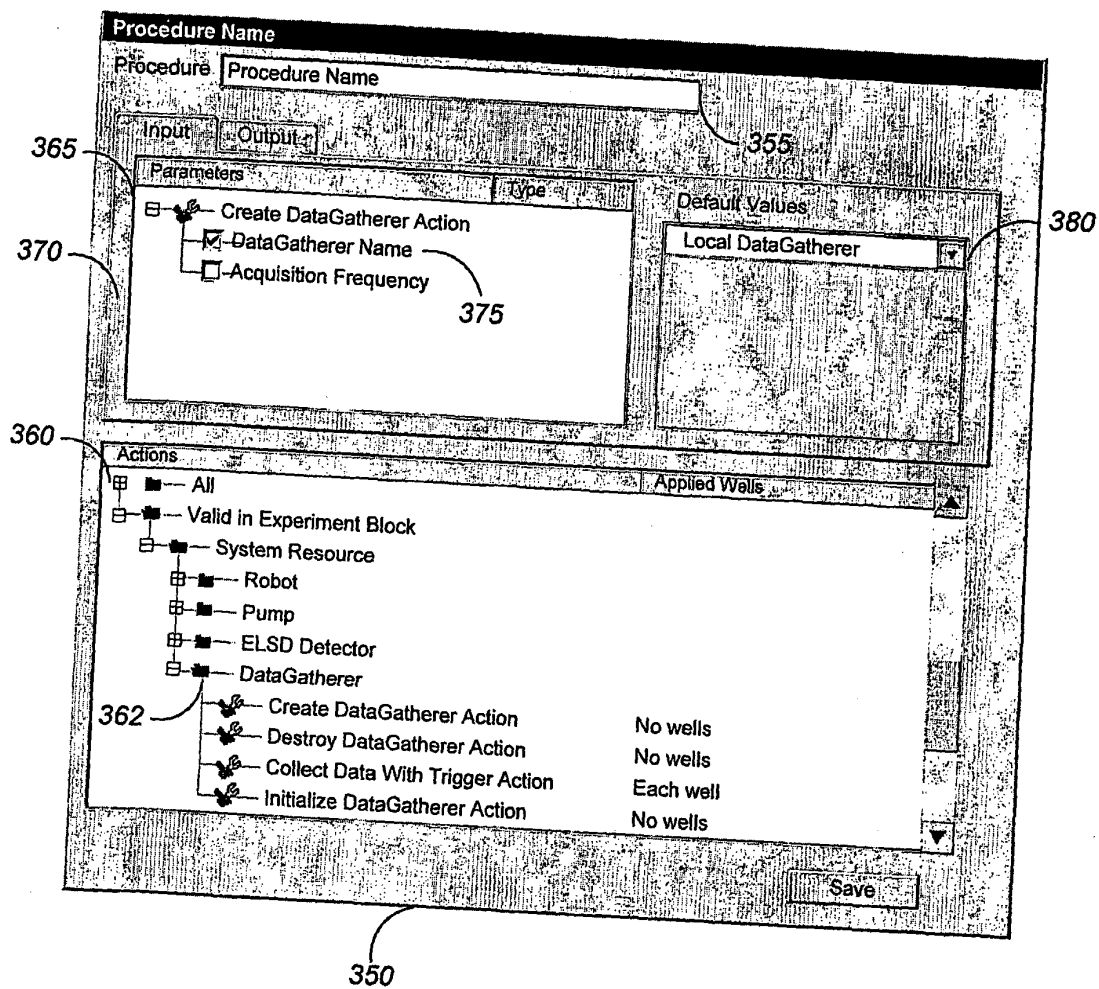 Procedure Name
Procedure Procedure Name
355
Input Output
365
Parameters Type
Default Values
380
Create DataGatherer Action
Local DataGatherer
DataGatherer Name
370
Acquisition Frequency
375
360
Actions Applied Wells
All
Valid in Experiment Block
System Resource
Robot
Pump
ELSD Detector
DataGatherer
362
Create DataGatherer Action No wells
Destroy DataGatherer Action No wells
Collect Data With Trigger Action Each well
Initialize DataGatherer Action No wells
Save
350